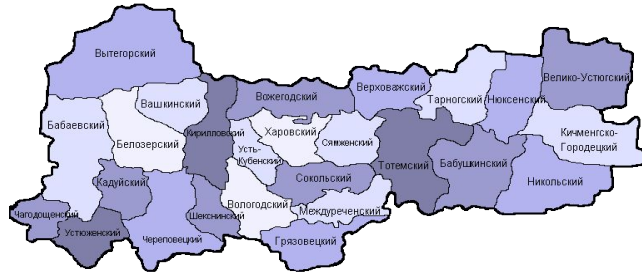 Вытегорский
Велико-Устюгский
Вашкинский
Верховажский
Вожегодский
Тарногский
Нюксенский
Бабаевский
Кирилловский
Харовский
Сямженский
Кичменгско-
Городецкий
Белозерский
Усть-
Кубенский
Тотемский
Бабушкинский
Кадуйский
Сокольский
Никольский
Чагодощенский
Шекснинский
Вологодский
Междуреченский
Устюженский
Череповецкий
Грязовецкий